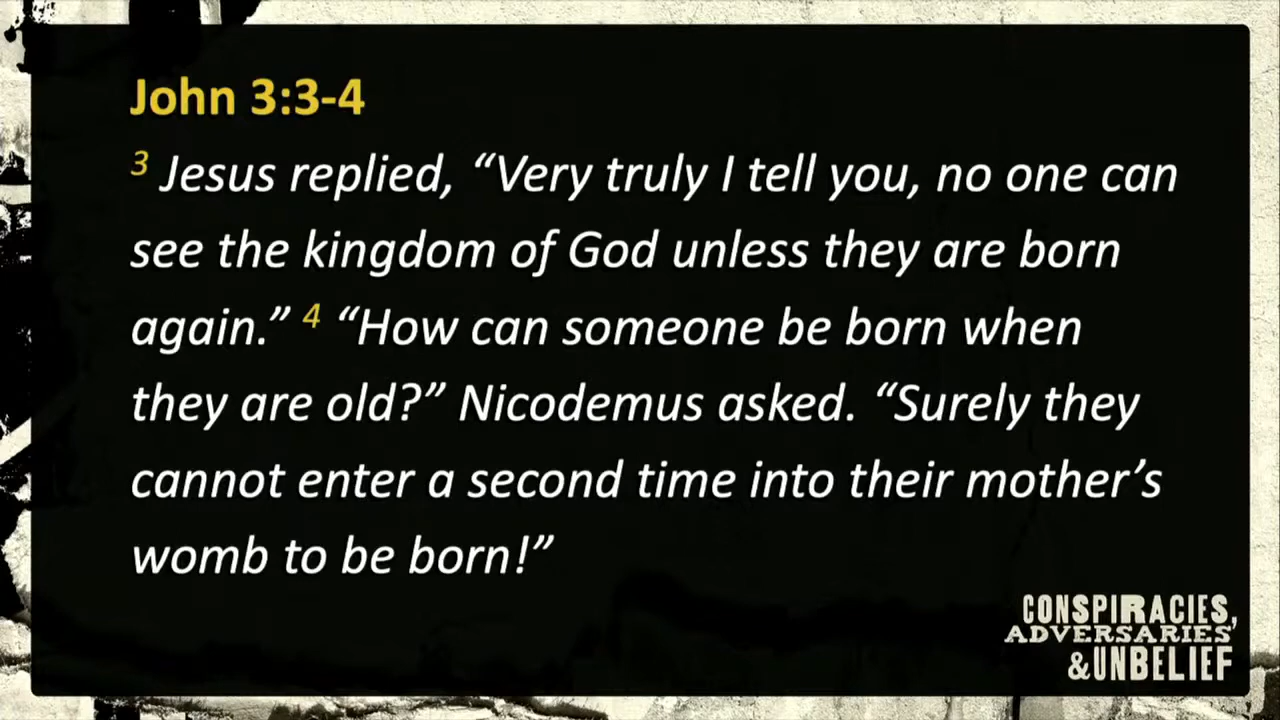 John 3:3-4
3 Jesus replied, “Very truly I tell you, no one can
see the kingdom of God unless they are born
again.” 4 “How can someone be born when
they are old?” Nicodemus asked. “Surely they
cannot enter a second time into their mother’s
womb to be born!”
CONSPIRACIES,
ADVERSARIES
&UNBELIEF